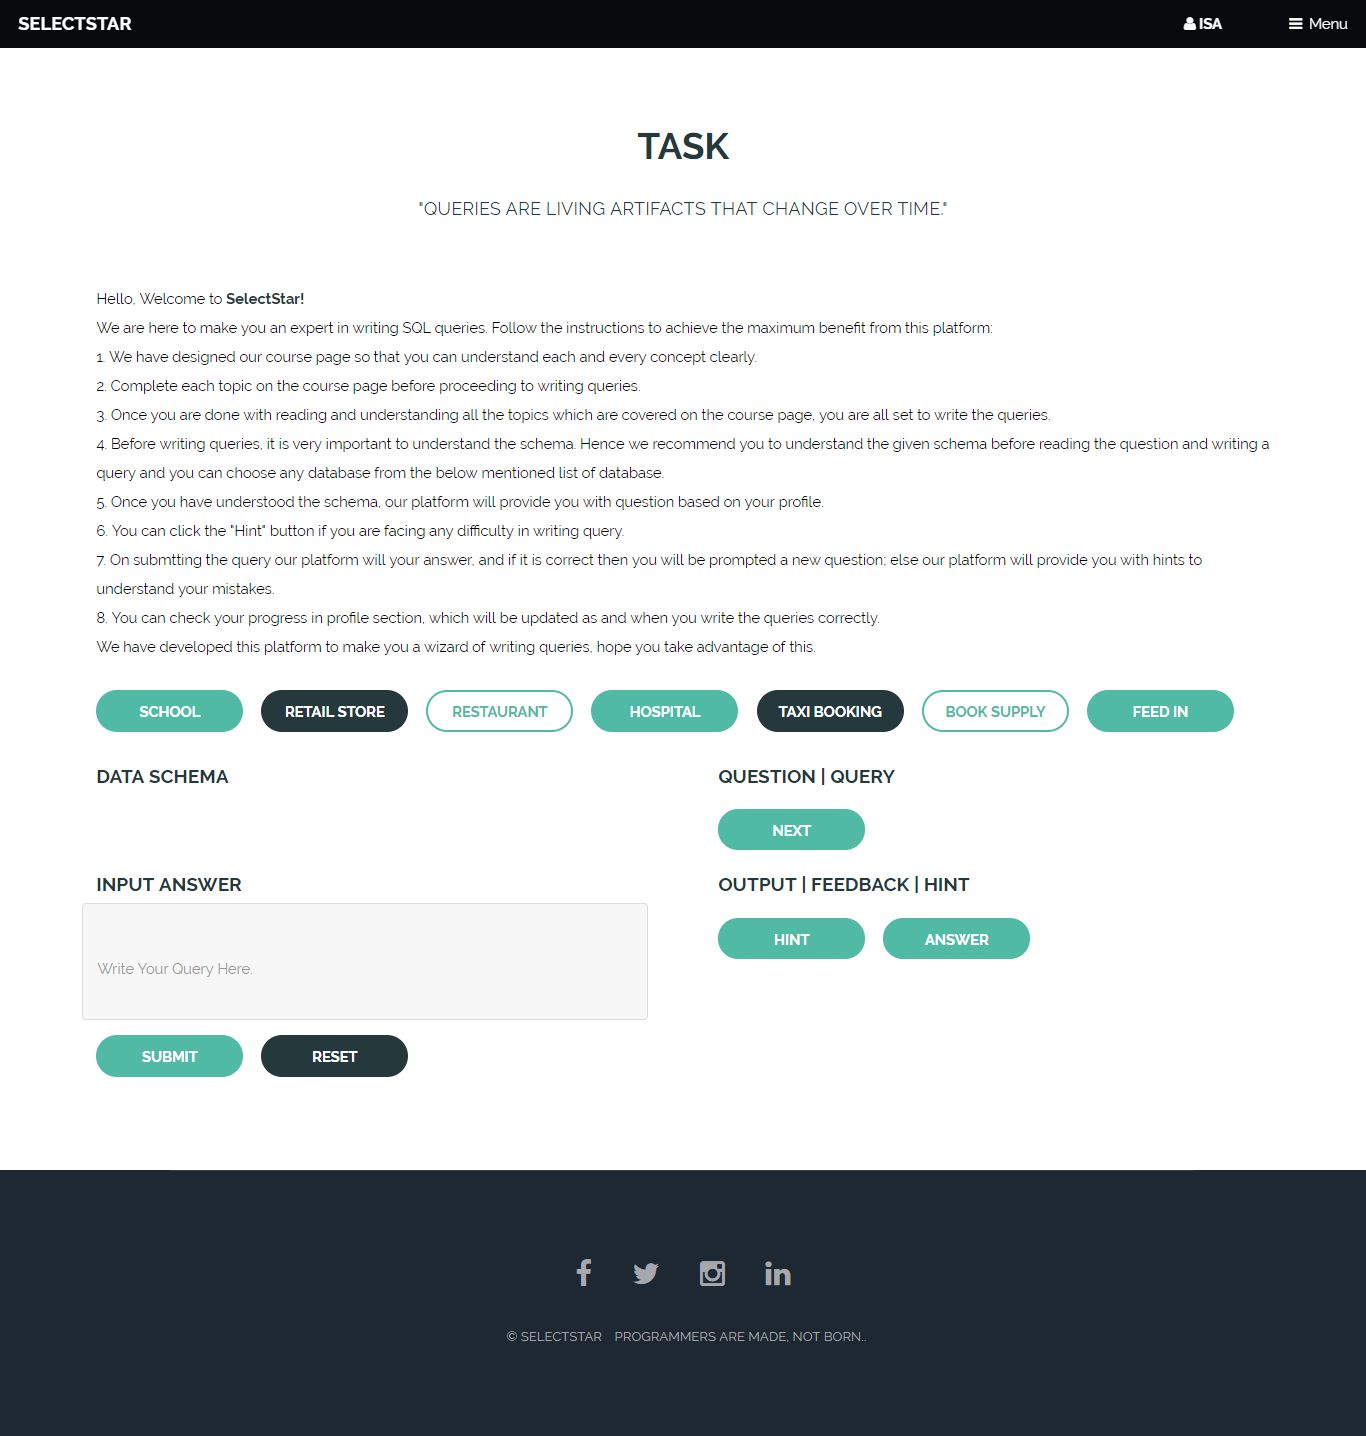 SELECTSTAR
ISA
Menu
TASK
"QUERIES ARE LIVING ARTIFACTS THAT CHANGE OVER TIME."
Hello, Welcome to SelectStar!
We are here to make you an expert in writing SQL queries. Follow the instructions to achieve the maximum benefit from this platform:
1. We have designed our course page so that you can understand each and every concept clearly.
2. Complete each topic on the course page before proceeding to writing queries.
3. Once you are done with reading and understanding all the topics which are covered on the course page, you are all set to write the queries.
4. Before writing queries, it is very important to understand the schema. Hence we recommend you to understand the given schema before reading the question and writing a
query and you can choose any database from the below mentioned list of database.
5. Once you have understood the schema, our platform will provide you with question based on your profile.
6. You can click the "Hint" button if you are facing any difficulty in writing query.
7. On submtting the query our platform will your answer, and if it is correct then you will be prompted a new question; else our platform will provide you with hints to
understand your mistakes.
8. You can check your progress in profile section, which will be updated as and when you write the queries correctly.
We have developed this platform to make you a wizard of writing queries, hope you take advantage of this.
SCHOOL
RETAIL STORE
RESTAURANT
HOSPITAL
TAXI BOOKING
BOOK SUPPLY
FEED IN
DATA SCHEMA
QUESTION | QUERY
NEXT
INPUT ANSWER
OUTPUT | FEEDBACK | HINT
Write Your Query Here.
HINT
ANSWER
SUBMIT
RESET
© SELECTSTAR PROGRAMMERS ARE MADE, NOT BORN..